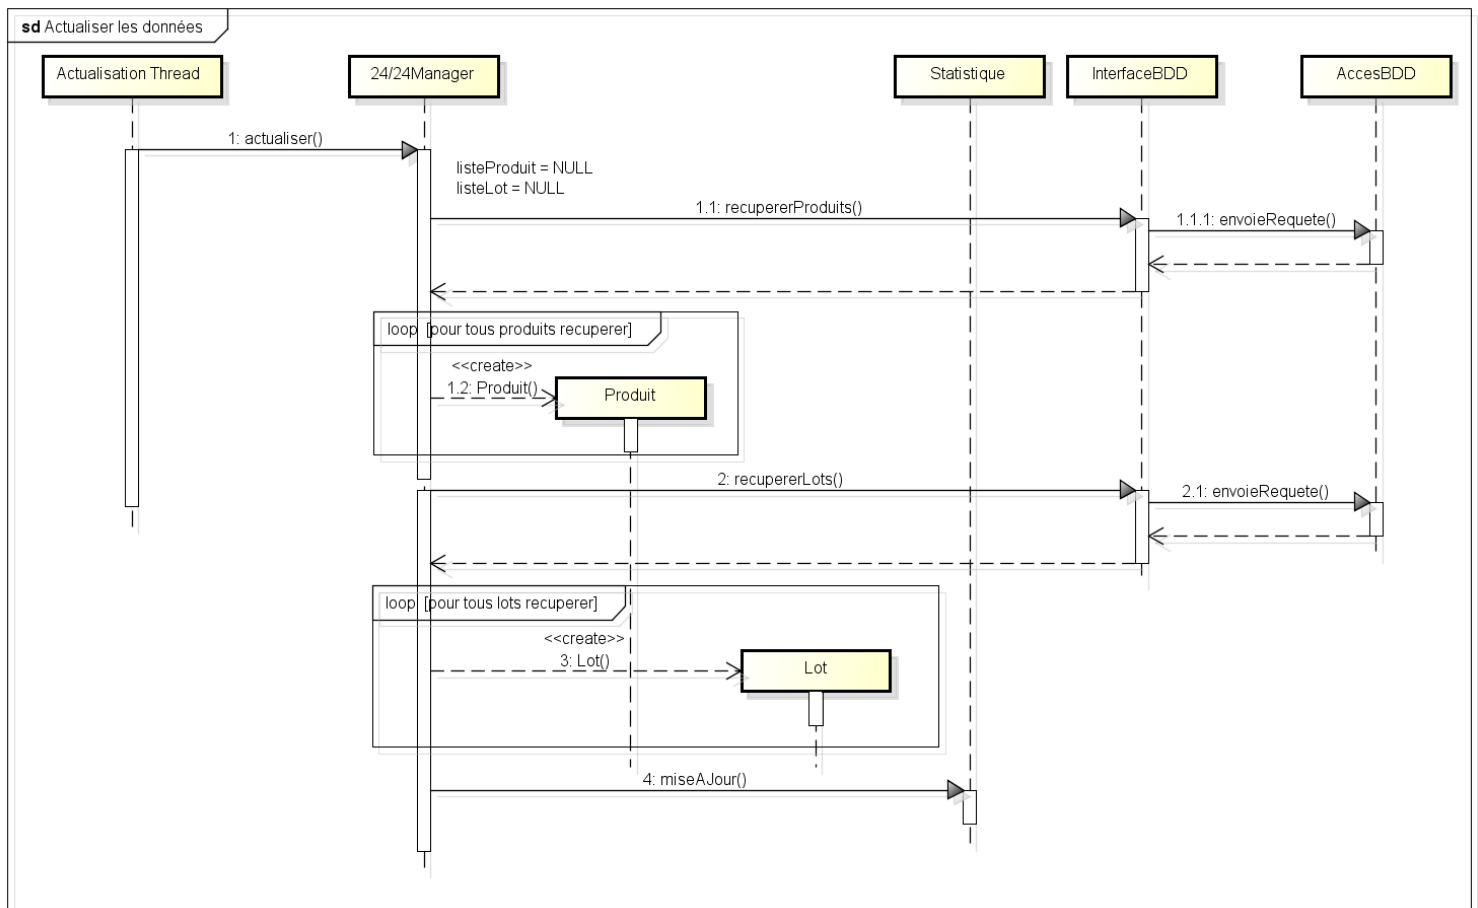 sd Actualiser les données
Actualisation Thread
24/24Manager
Statistique
InterfaceBDD
AccesBDD
1: actualiser()
listeProduit = NULL
listeLot = NULL
1.1: recupererProduits()
1.1.1: envoieRequete()
loop [pour tous produits recuperer]
<<create>>
1.2: Produit()
Produit
2: recupererLots()
2.1: envoieRequete()
loop [pour tous lots recuperer]
<<create>>
3: Lot()
Lot
4: miseAJour()